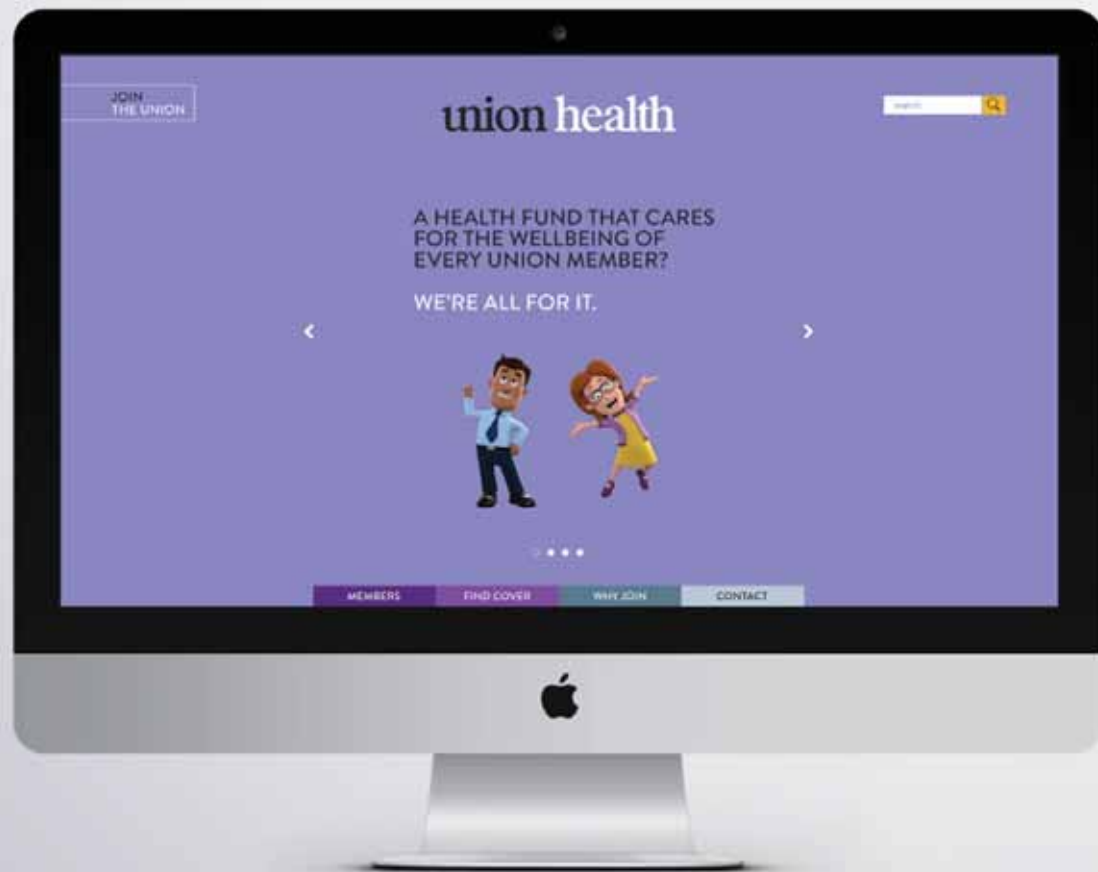 JOIN
THE UNION
union health
search
A HEALTH FUND THAT CARES
FOR THE WELLBEING OF
EVERY UNION MEMBER?
WE'RE ALL FOR IT.
MEMBERS
FIND COVER
WHY JOIN
CONTACT